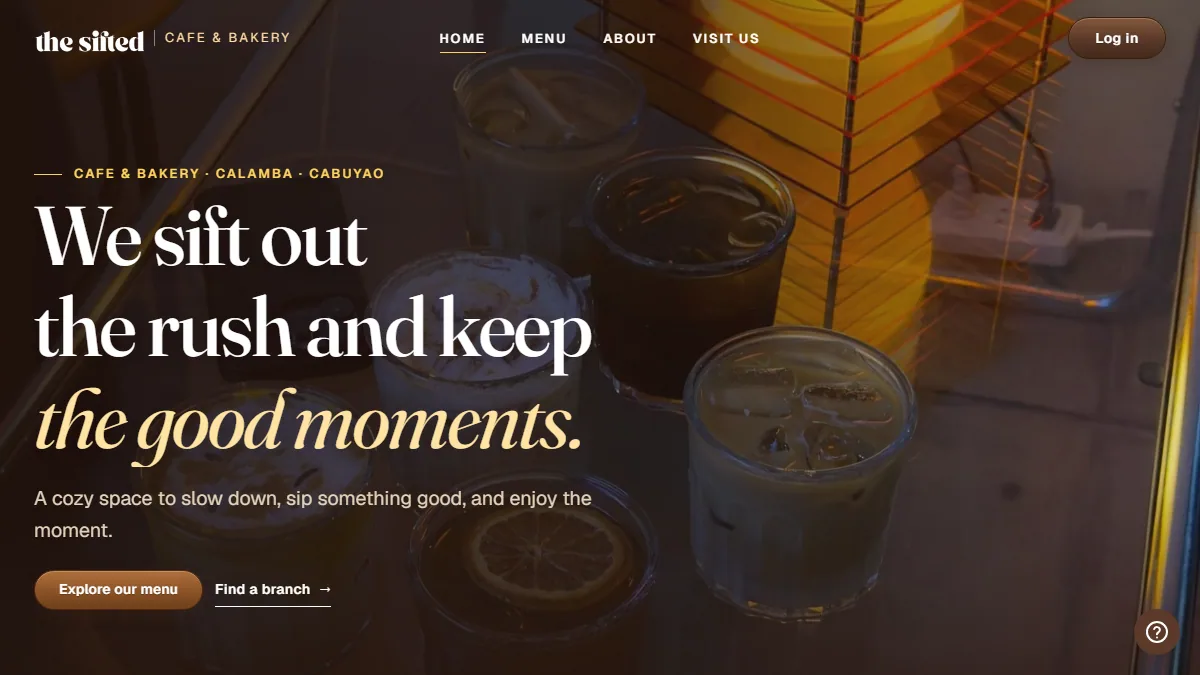 the sifted | CAFE & BAKERY
HOME MENU ABOUT VISIT US
Log in
CAFE & BAKERY · CALAMBA · CABUYAO
We sift out
the rush and keep
the good moments.
A cozy space to slow down, sip something good, and enjoy the
moment.
Explore our menu
Find a branch →
?